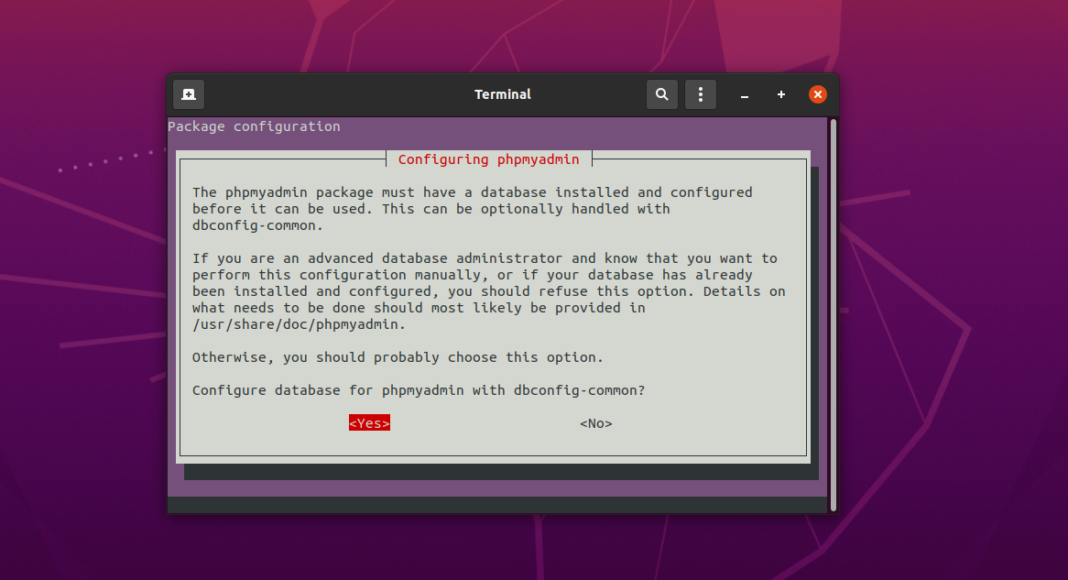 Terminal
Package configuration
Configuring phpmyadmin
The phpmyadmin package must have a database installed and configured
before it can be used. This can be optionally handled with
dbconfig-common.
If you are an advanced database administrator and know that you want to
perform this configuration manually, or if your database has already
been installed and configured, you should refuse this option. Details on
what needs to be done should most likely be provided in
/usr/share/doc/phpmyadmin.
Otherwise, you should probably choose this option.
Configure database for phpmyadmin with dbconfig-common?
<Yes> <No>